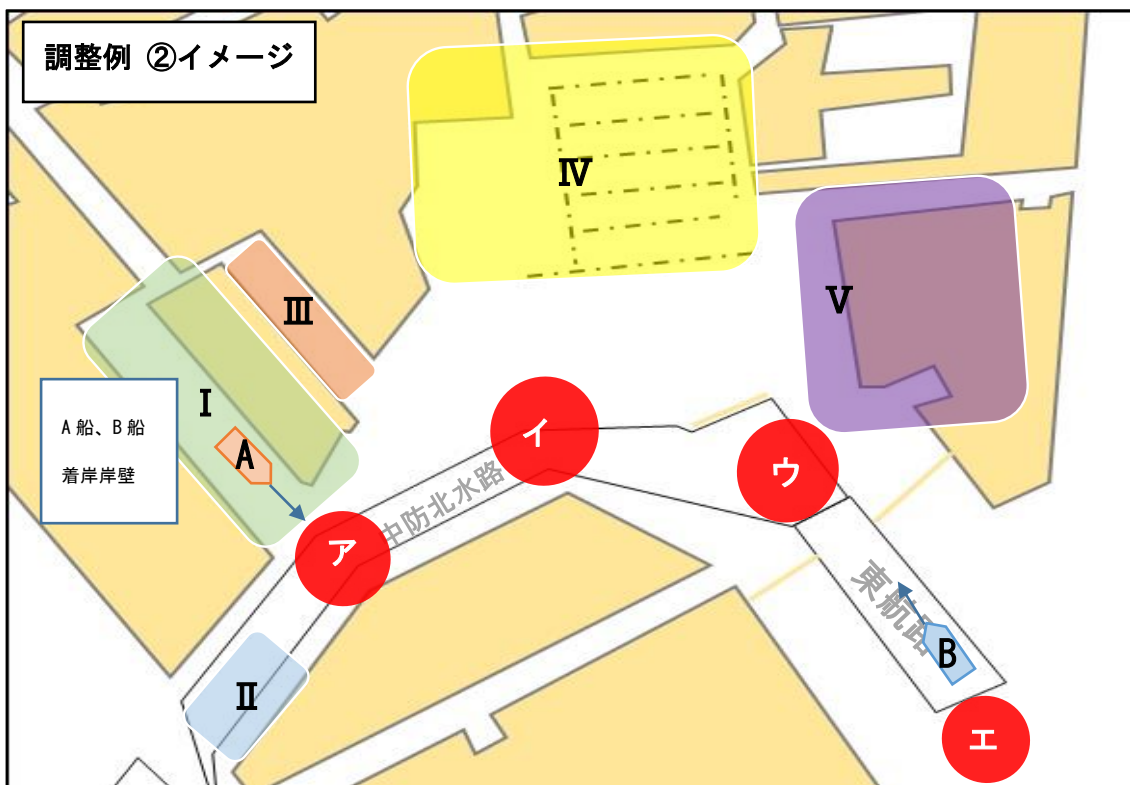 調整例 ②イメージ
Ⅳ
Ⅴ
Ⅲ
Ⅰ
A船、B船
着岸岸壁
A
イ
ウ
ア
中防北水路
東航路
B
Ⅱ
エ